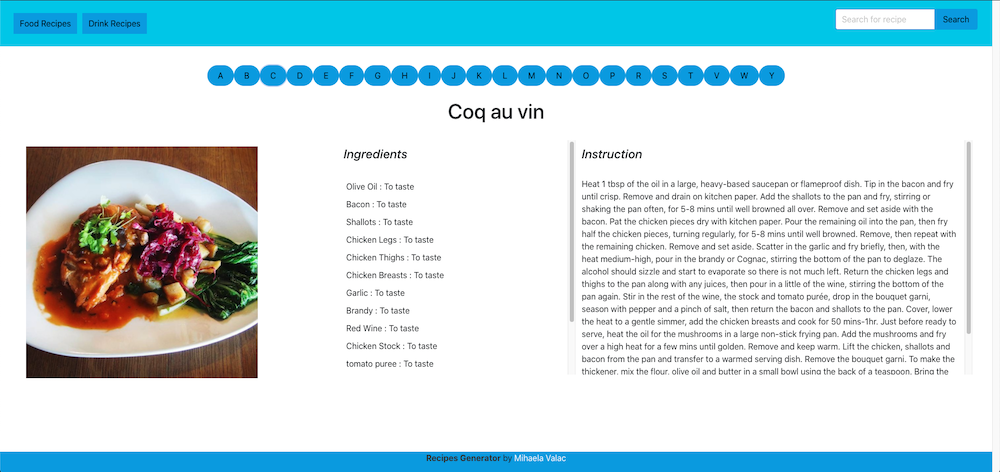 Food Recipes
Drink Recipes
Search for recipe
Search
A B C D E F G H I J K L M N O P R S T V W Y
Coq au vin
Ingredients
Olive Oil : To taste
Bacon : To taste
Shallots : To taste
Chicken Legs : To taste
Chicken Thighs : To taste
Chicken Breasts : To taste
Garlic : To taste
Brandy : To taste
Red Wine : To taste
Chicken Stock : To taste
tomato puree : To taste
Instruction
Heat 1 tbsp of the oil in a large, heavy-based saucepan or flameproof dish. Tip in the bacon and fry
until crisp. Remove and drain on kitchen paper. Add the shallots to the pan and fry, stirring or
shaking the pan often, for 5-8 mins until well browned all over. Remove and set aside with the
bacon. Pat the chicken pieces dry with kitchen paper. Pour the remaining oil into the pan, then fry
half the chicken pieces, turning regularly, for 5-8 mins until well browned. Remove, then repeat with
the remaining chicken. Remove and set aside. Scatter in the garlic and fry briefly, then, with the
heat medium-high, pour in the brandy or Cognac, stirring the bottom of the pan to deglaze. The
alcohol should sizzle and start to evaporate so there is not much left. Return the chicken legs and
thighs to the pan along with any juices, then pour in a little of the wine, stirring the bottom of the
pan again. Stir in the rest of the wine, the stock and tomato purée, drop in the bouquet garni,
season with pepper and a pinch of salt, then return the bacon and shallots to the pan. Cover, lower
the heat to a gentle simmer, add the chicken breasts and cook for 50 mins-1hr. Just before ready to
serve, heat the oil for the mushrooms in a large non-stick frying pan. Add the mushrooms and fry
over a high heat for a few mins until golden. Remove and keep warm. Lift the chicken, shallots and
bacon from the pan and transfer to a warmed serving dish. Remove the bouquet garni. To make the
thickener, mix the flour, olive oil and butter in a small bowl using the back of a teaspoon. Bring the
Recipes Generator by Mihaela Valac